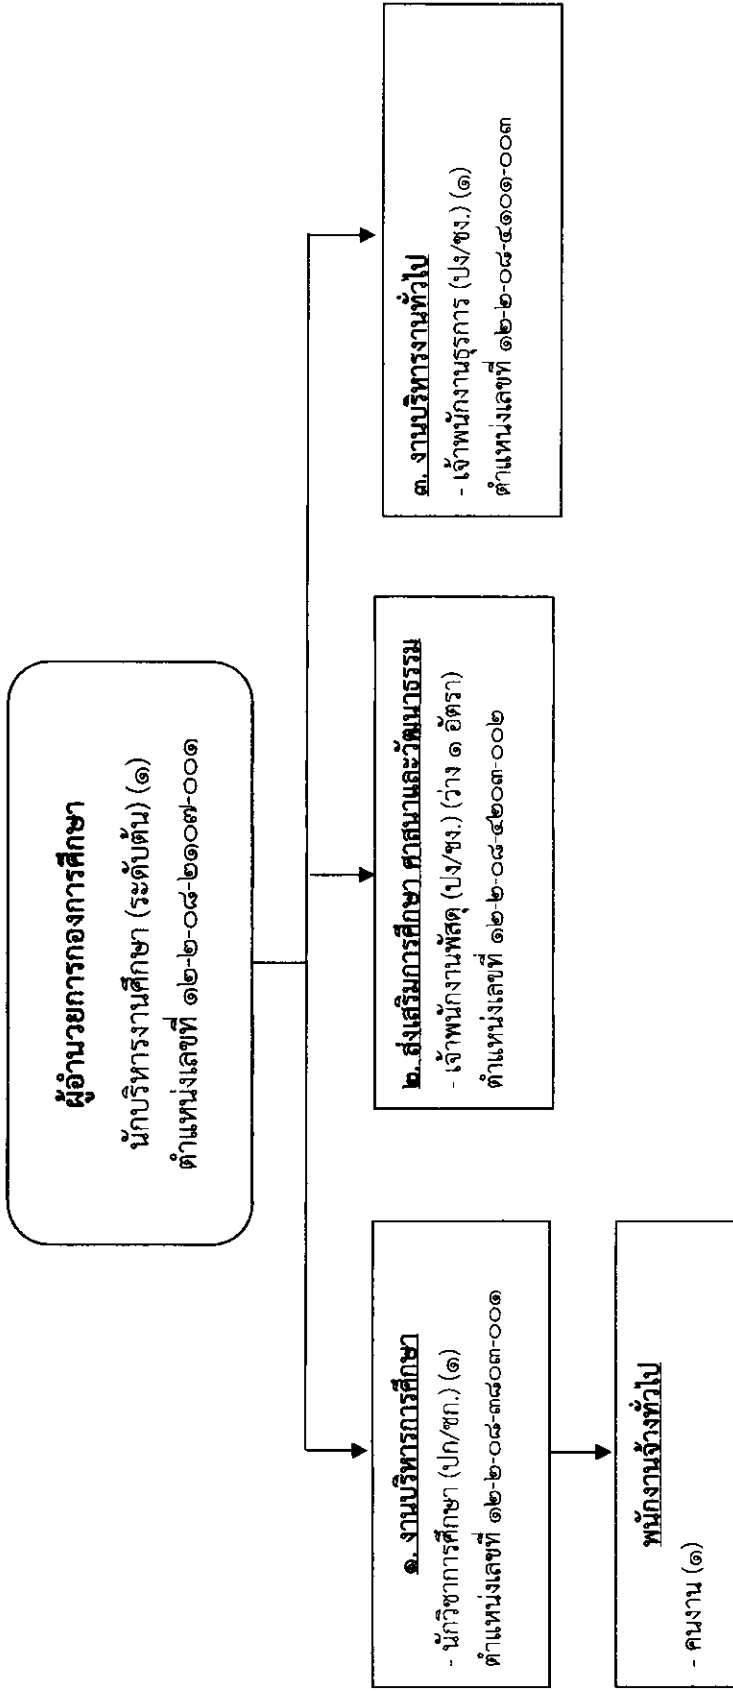 ผู้อำนวยการกองการศึกษา
นักบริหารงานศึกษา (ระดับต้น) (๑)
ตำแหน่งเลขที่ ๑๒-๒-๐๘-๒๑๐๗-๐๐๑
๑. งานบริหารการศึกษา
- นักวิชาการศึกษา (ปก/ชก.) (๑)
ตำแหน่งเลขที่ ๑๒-๒-๐๘-๓๘๐๓-๐๐๑
พนักงานจ้างทั่วไป
- คนงาน (๑)
๒. ส่งเสริมการศึกษา ศาสนาและวัฒนาธรรม
- เจ้าพนักงานพัสดุ (ปง/ชง.) (ว่าง ๑ อัตรา)
ตำแหน่งเลขที่ ๑๒-๒-๐๘-๔๒๐๓-๐๐๒
๓. งานบริหารงานทั่วไป
- เจ้าพนักงานธุรการ (ปง/ชง.) (๑)
ตำแหน่งเลขที่ ๑๒-๒-๐๘-๔๑๐๑-๐๐๓